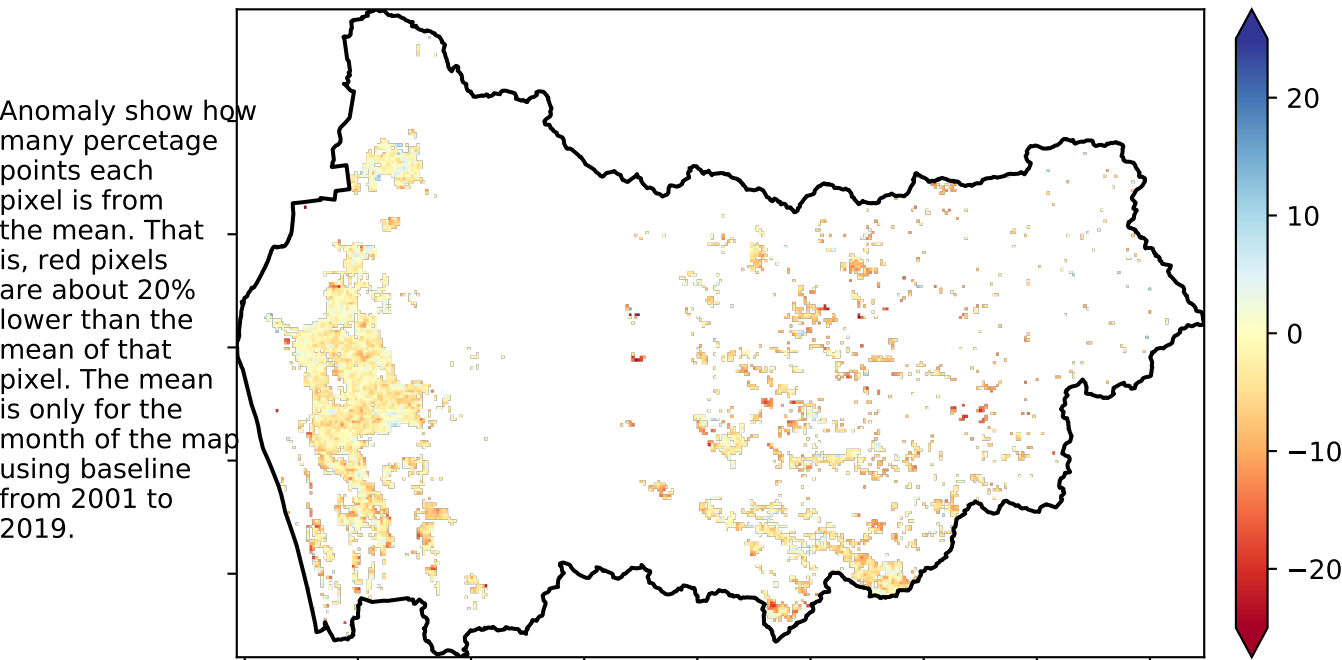 Anomaly show how
many percetage
points each
pixel is from
the mean. That
is, red pixels
are about 20%
lower than the
mean of that
pixel. The mean
is only for the
month of the map
using baseline
from 2001 to
2019.
20
10
0
−10
−20